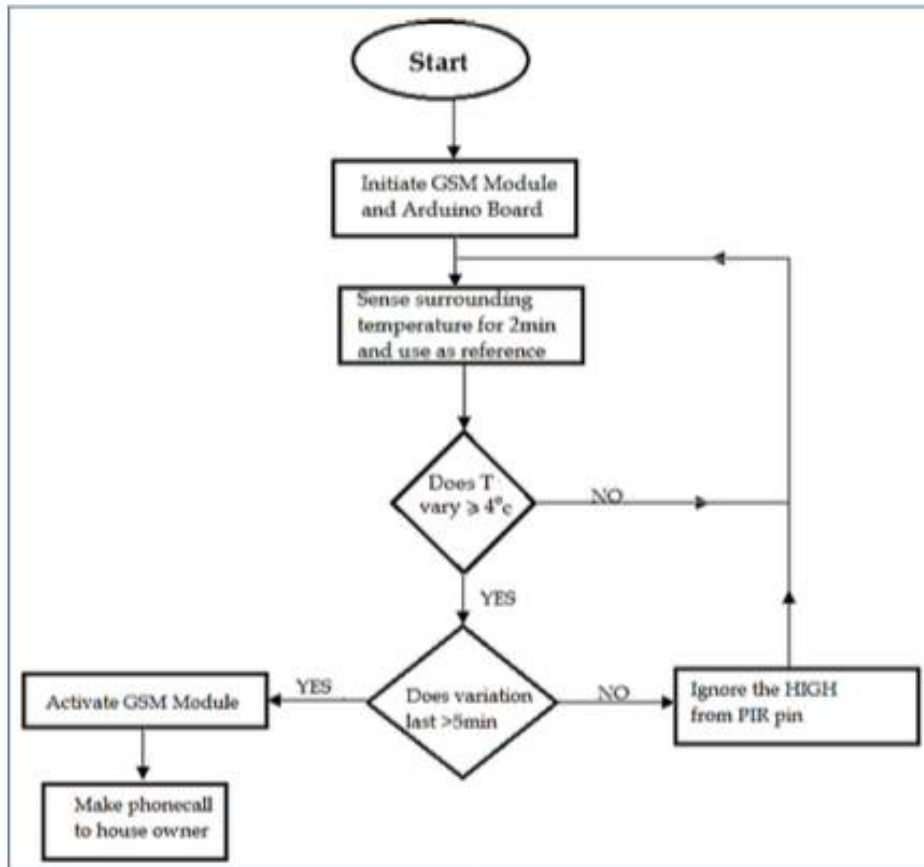 Start
Initiate GSM Module
and Arduino Board
Sense surrounding
temperature for 2min
and use as reference
Does T
vary ⩾ 4°c
NO
YES
Does variation
last >5min
YES
NO
Activate GSM Module
Ignore the HIGH
from PIR pin
Make phonecall
to house owner